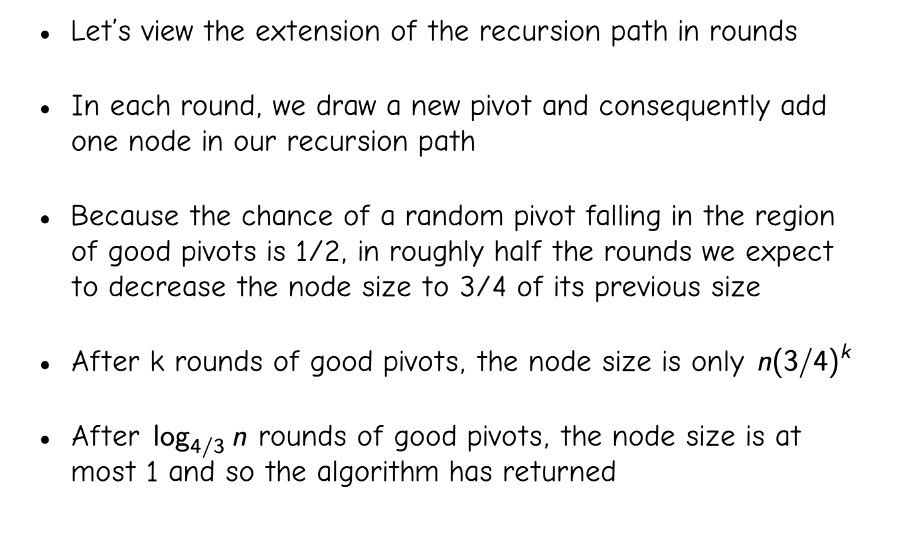 • Let's view the extension of the recursion path in rounds
• In each round, we draw a new pivot and consequently add
one node in our recursion path
• Because the chance of a random pivot falling in the region
of good pivots is 1/2, in roughly half the rounds we expect
to decrease the node size to 3/4 of its previous size
• After k rounds of good pivots, the node size is only n(3/4)^k
• After log_{4/3} n rounds of good pivots, the node size is at
most 1 and so the algorithm has returned